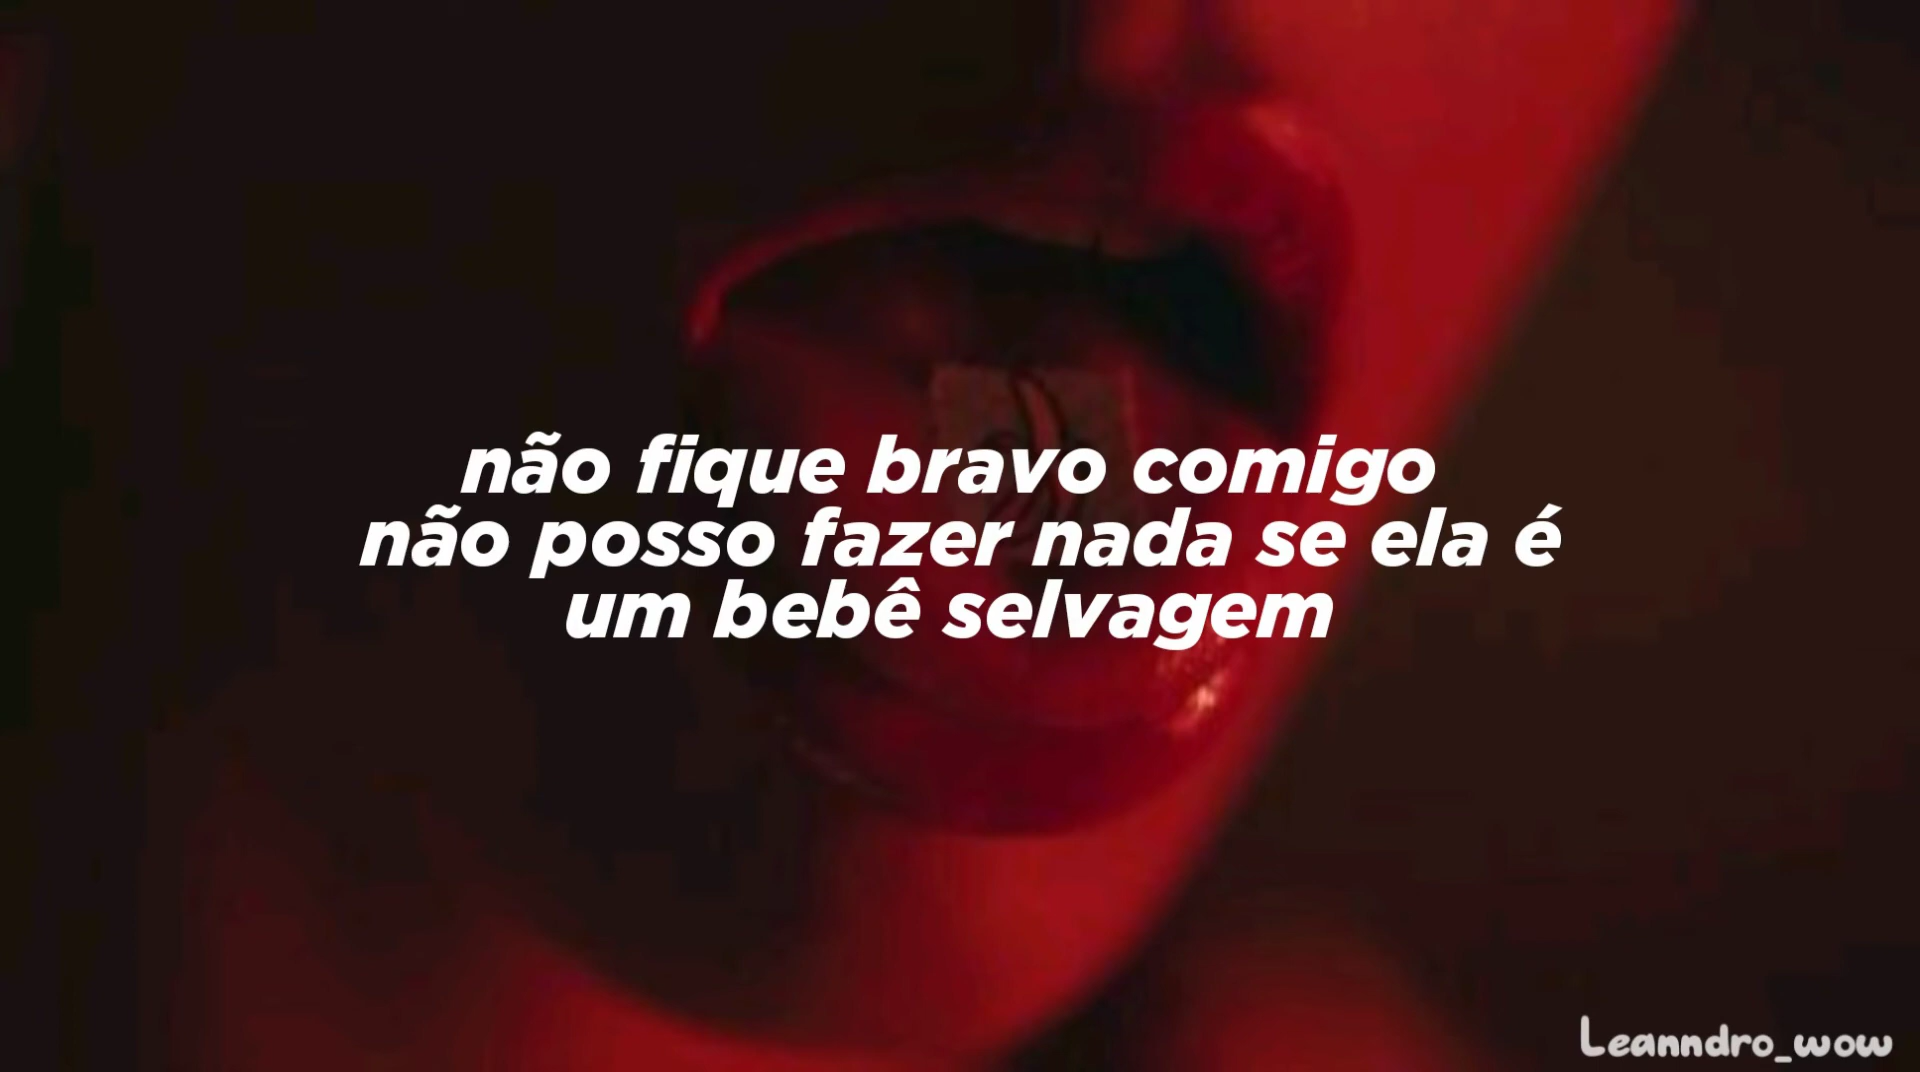 não fique bravo comigo
não posso fazer nada se ela é
um bebê selvagem
Leanndro_wow